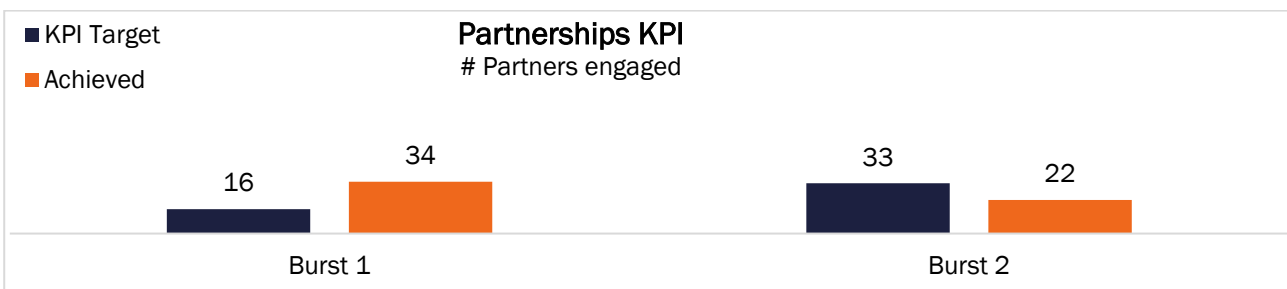 KPI Target
Achieved
Partnerships KPI
# Partners engaged
16
34
33
22
Burst 1
Burst 2